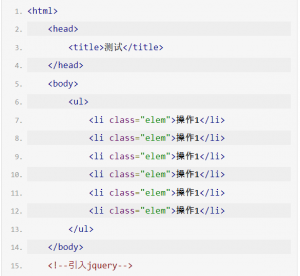 1. <html>
2. <head>
3. <title>测试</title>
4. </head>
5. <body>
6. <ul>
7. <li class="elem">操作1</li>
8. <li class="elem">操作1</li>
9. <li class="elem">操作1</li>
10. <li class="elem">操作1</li>
11. <li class="elem">操作1</li>
12. <li class="elem">操作1</li>
13. </ul>
14. </body>
15. <!--引入jquery-->